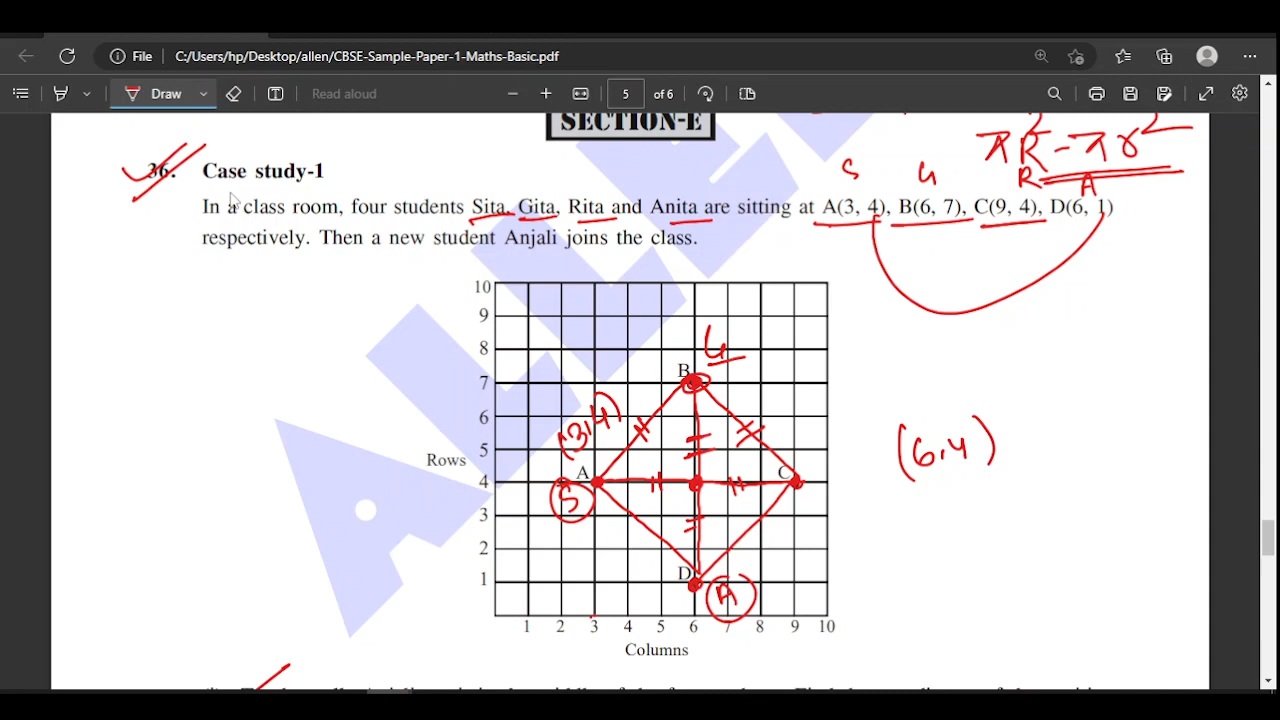 File C:/Users/hp/Desktop/allen/CBSE-Sample-Paper-1-Maths-Basic.pdf
Draw Read aloud 5 of 6
SECTION-E
πR² - πr²
36. Case study-1
S G R A
In a class room, four students Sita, Gita, Rita and Anita are sitting at A(3, 4), B(6, 7), C(9, 4), D(6, 1)
respectively. Then a new student Anjali joins the class.
10
9
8
G
B
7
(3,4)
6
5
(6,4)
Rows
A C
4
S
3
2
D
1
A
1 2 3 4 5 6 7 8 9 10
Columns